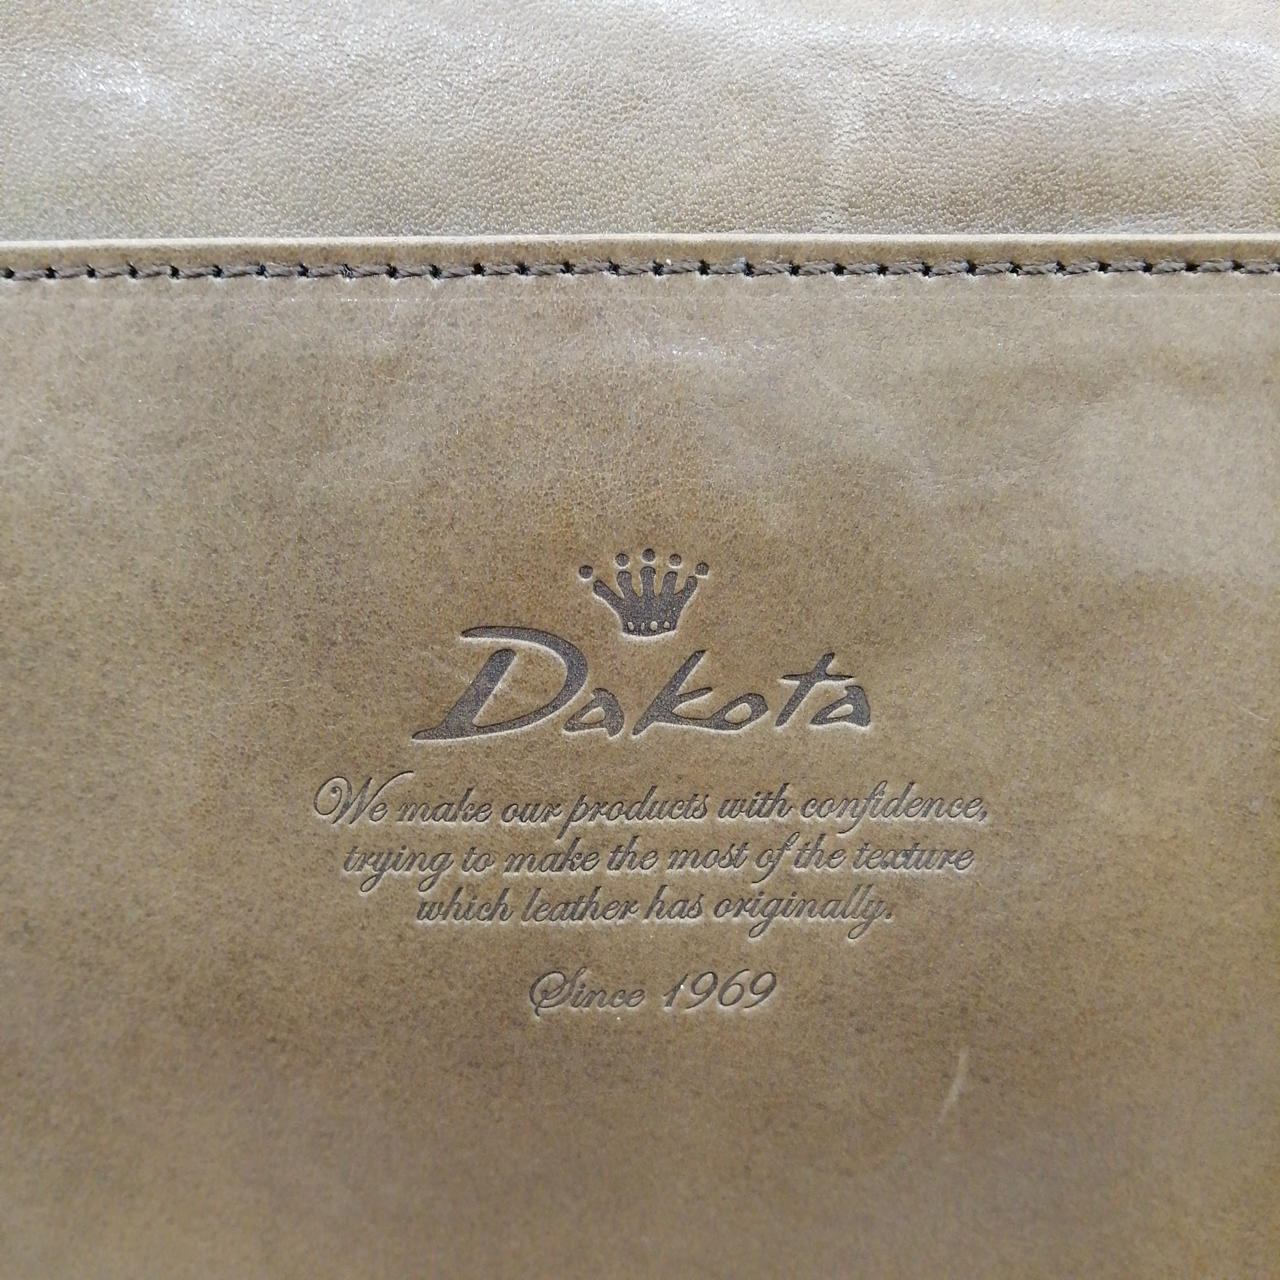 Dakota
We make our products with confidence,
trying to make the most of the texture
which leather has originally.
Since 1969